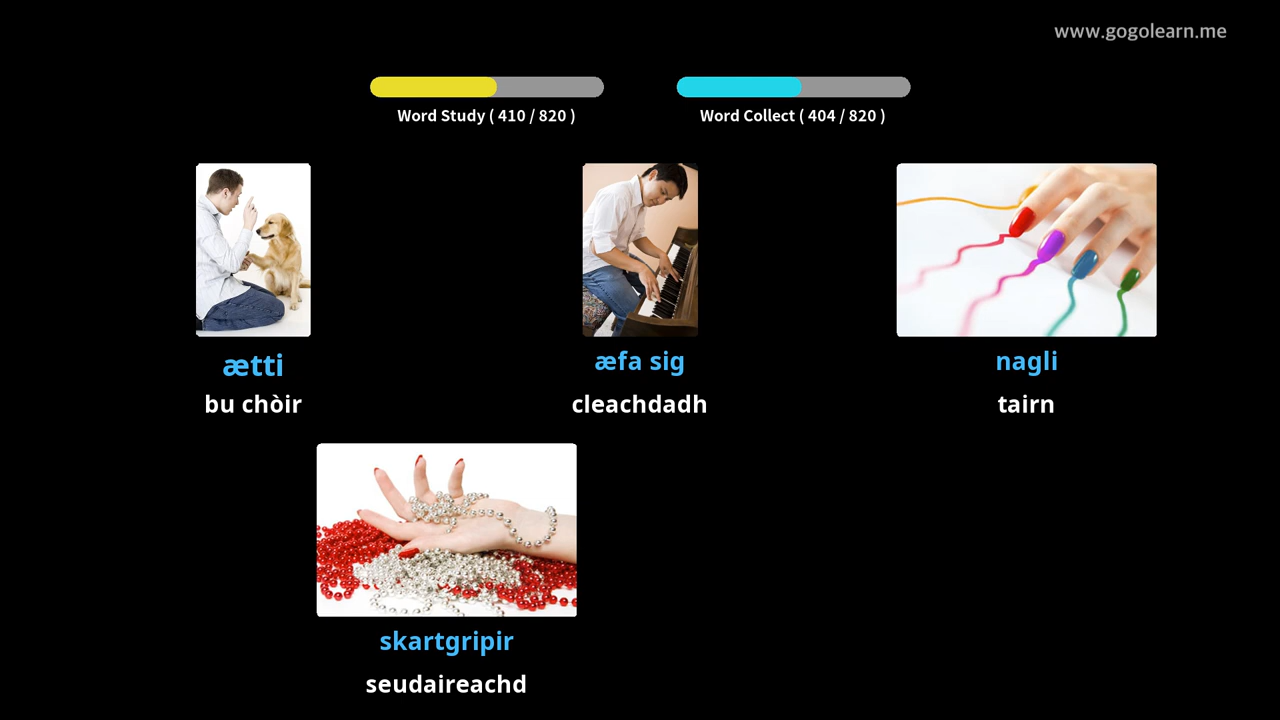 www.gogolearn.me
Word Study ( 410 / 820 )
Word Collect ( 404 / 820 )
ætti
bu chòir
æfa sig
cleachdadh
nagli
tairn
skartgripir
seudaireachd